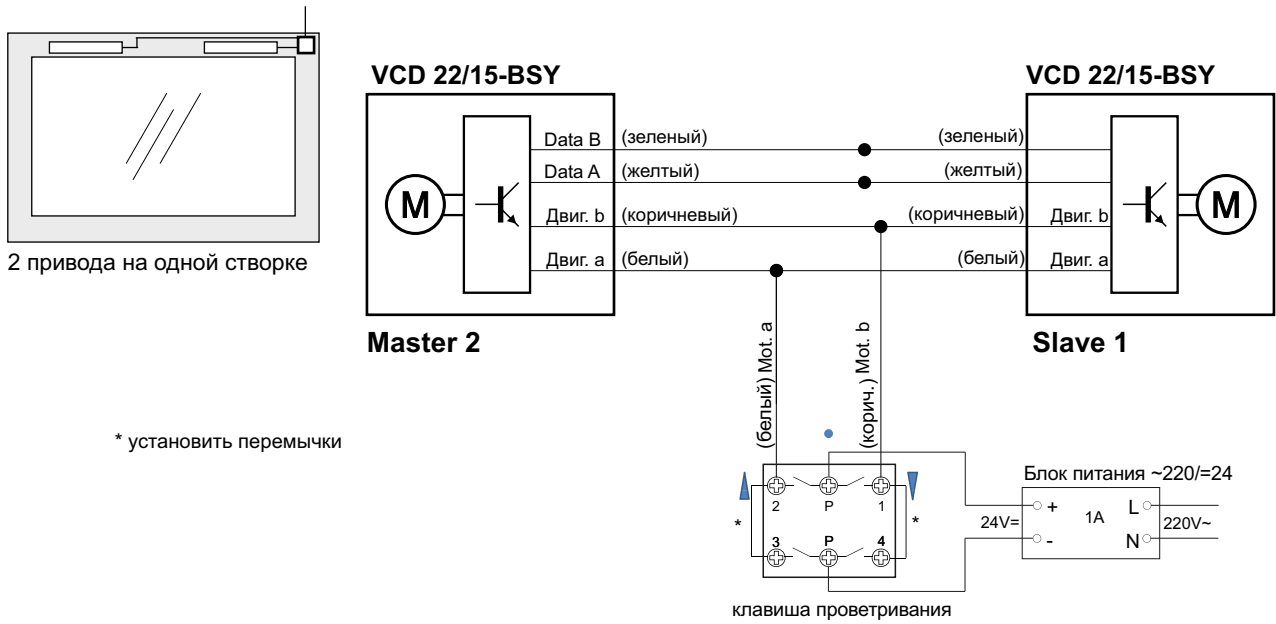 VCD 22/15-BSY
VCD 22/15-BSY
Data B (зеленый) (зеленый)
Data A (желтый) (желтый)
M
Двиг. b (коричневый) (коричневый) Двиг. b
M
Двиг. a (белый) (белый) Двиг. a
2 привода на одной створке
Master 2
Slave 1
(белый) Mot. a
(корич.) Mot. b
* установить перемычки
Блок питания ~220/=24
2 P 1
* *
3 P 4
24V=
+ 1A L
- N
220V~
клавиша проветривания